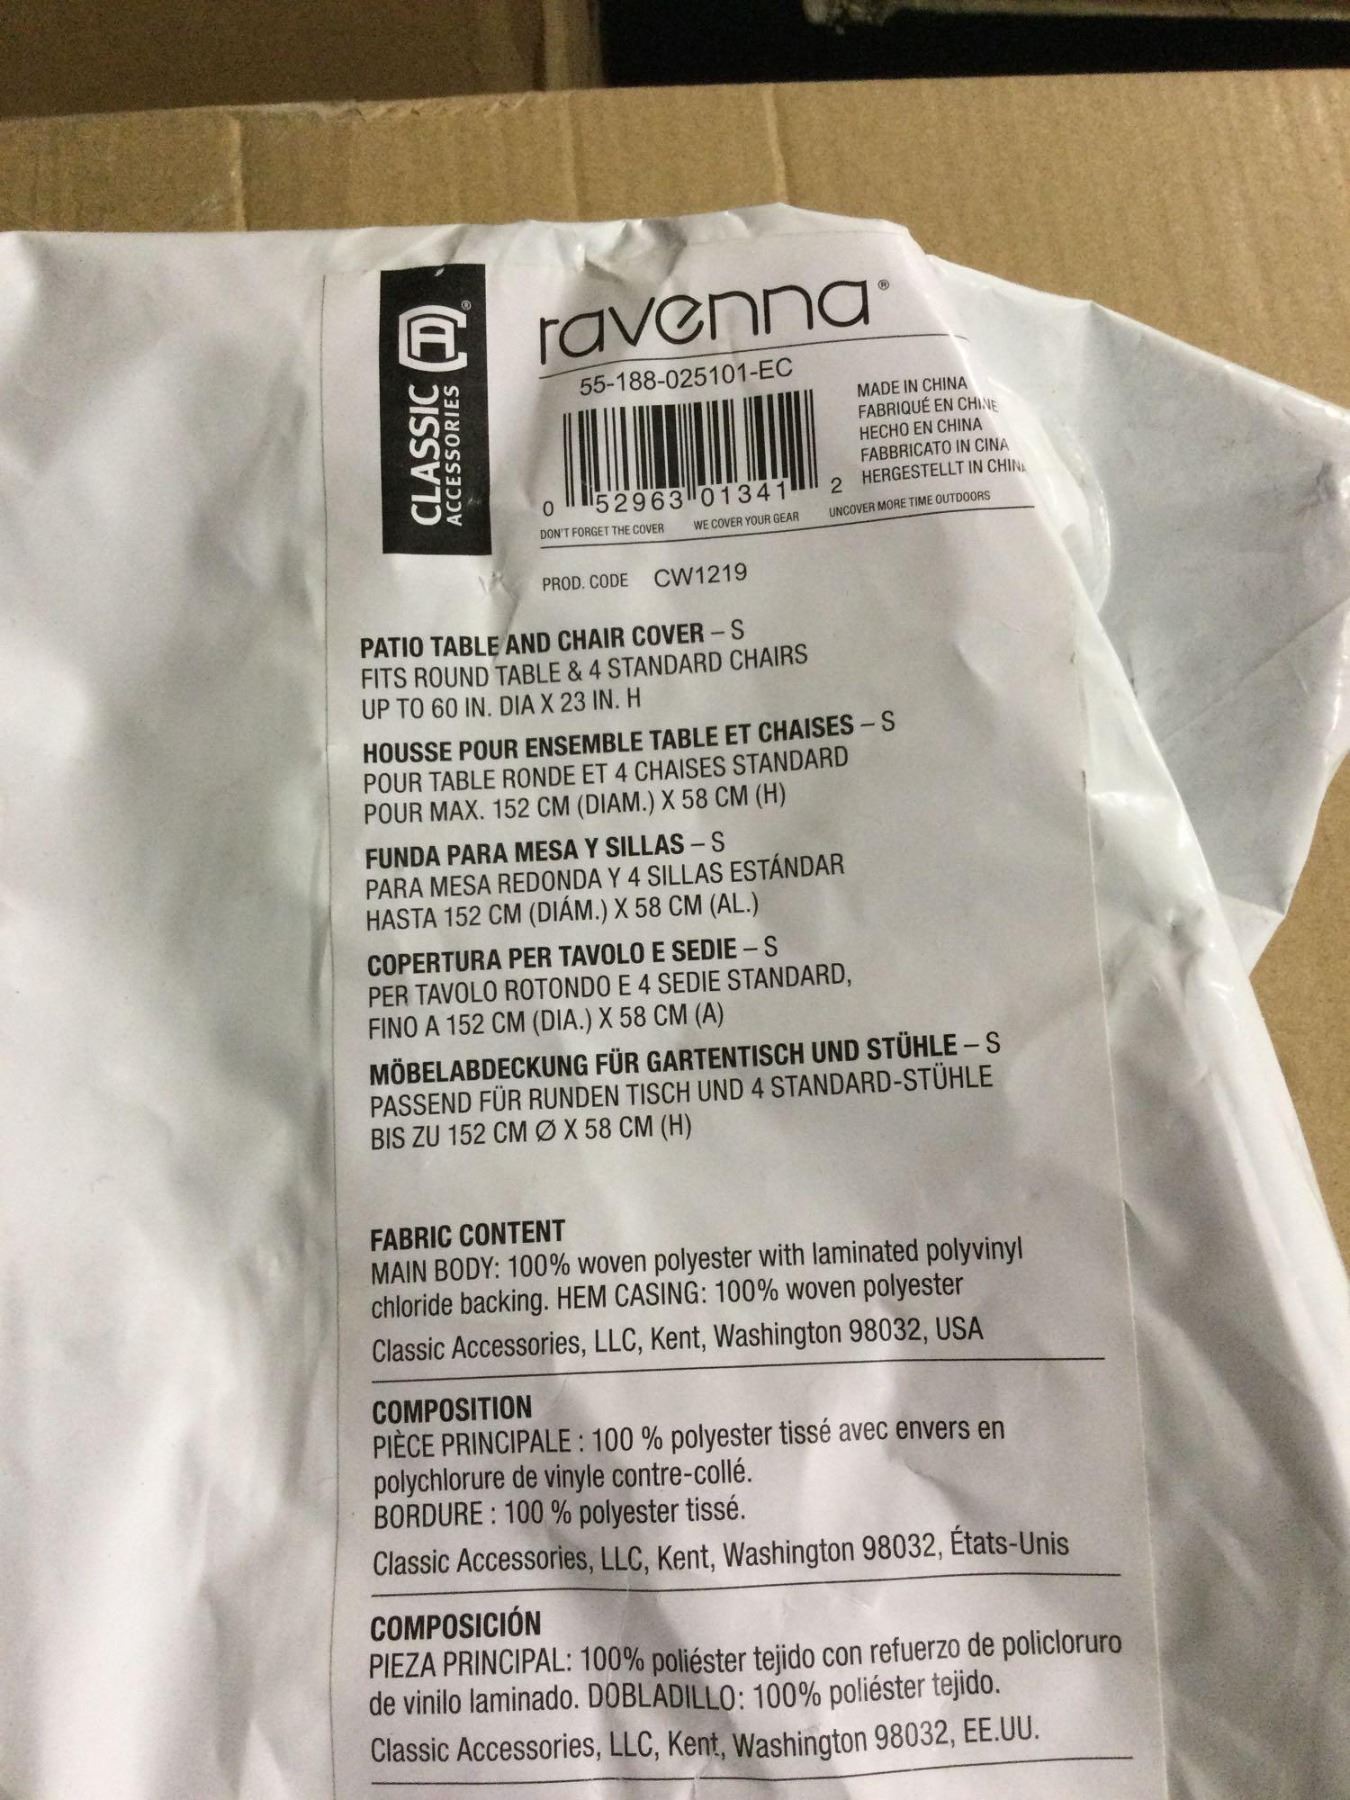 CLASSIC
ACCESSORIES
®
ravenna®
55-188-025101-EC
0 52963 01341 2
MADE IN CHINA
FABRIQUÉ EN CHINE
HECHO EN CHINA
FABBRICATO IN CINA
HERGESTELLT IN CHINA
DON'T FORGET THE COVER WE COVER YOUR GEAR UNCOVER MORE TIME OUTDOORS
PROD. CODE CW1219
PATIO TABLE AND CHAIR COVER – S
FITS ROUND TABLE & 4 STANDARD CHAIRS
UP TO 60 IN. DIA X 23 IN. H
HOUSSE POUR ENSEMBLE TABLE ET CHAISES – S
POUR TABLE RONDE ET 4 CHAISES STANDARD
POUR MAX. 152 CM (DIAM.) X 58 CM (H)
FUNDA PARA MESA Y SILLAS – S
PARA MESA REDONDA Y 4 SILLAS ESTÁNDAR
HASTA 152 CM (DIÁM.) X 58 CM (AL.)
COPERTURA PER TAVOLO E SEDIE – S
PER TAVOLO ROTONDO E 4 SEDIE STANDARD,
FINO A 152 CM (DIA.) X 58 CM (A)
MÖBELABDECKUNG FÜR GARTENTISCH UND STÜHLE – S
PASSEND FÜR RUNDEN TISCH UND 4 STANDARD-STÜHLE
BIS ZU 152 CM Ø X 58 CM (H)
FABRIC CONTENT
MAIN BODY: 100% woven polyester with laminated polyvinyl
chloride backing. HEM CASING: 100% woven polyester
Classic Accessories, LLC, Kent, Washington 98032, USA
COMPOSITION
PIÈCE PRINCIPALE : 100 % polyester tissé avec envers en
polychlorure de vinyle contre-collé.
BORDURE : 100 % polyester tissé.
Classic Accessories, LLC, Kent, Washington 98032, États-Unis
COMPOSICIÓN
PIEZA PRINCIPAL: 100% poliéster tejido con refuerzo de policloruro
de vinilo laminado. DOBLADILLO: 100% poliéster tejido.
Classic Accessories, LLC, Kent, Washington 98032, EE.UU.